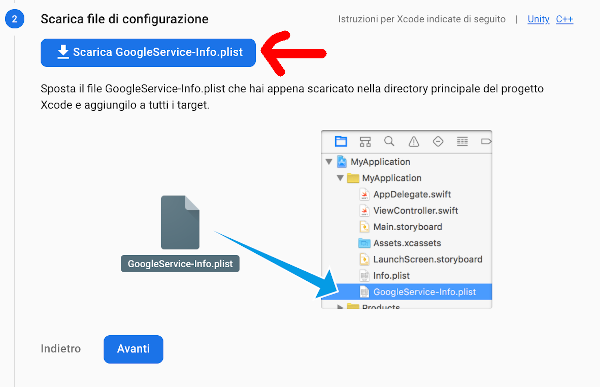 2 Scarica file di configurazione Istruzioni per Xcode indicate di seguito | Unity C++
Scarica GoogleService-Info.plist
Sposta il file GoogleService-Info.plist che hai appena scaricato nella directory principale del progetto
Xcode e aggiungilo a tutti i target.
MyApplication
MyApplication
AppDelegate.swift
ViewController.swift
Main.storyboard
Assets.xcassets
LaunchScreen.storyboard
Info.plist
GoogleService-Info.plist
GoogleService-Info.plist
Products
Indietro Avanti